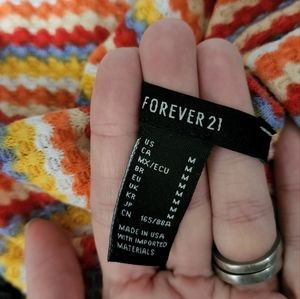 FOREVER 21
US M
CA M
MX/ECU M
BR M
EU M
UK M
KR M
JP M
CN 165/88A
MADE IN USA
WITH IMPORTED
MATERIALS